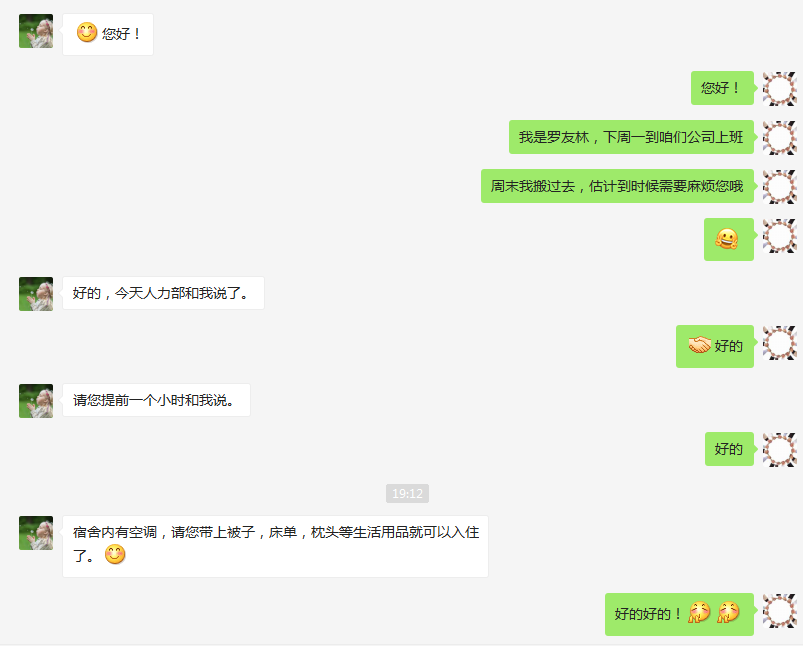 您好！
您好！
我是罗友林，下周一到咱们公司上班
周末我搬过去，估计到时候需要麻烦您哦
好的，今天人力部和我说了。
好的
请您提前一个小时和我说。
好的
19:12
宿舍内有空调，请您带上被子，床单，枕头等生活用品就可以入住
了。
好的好的！